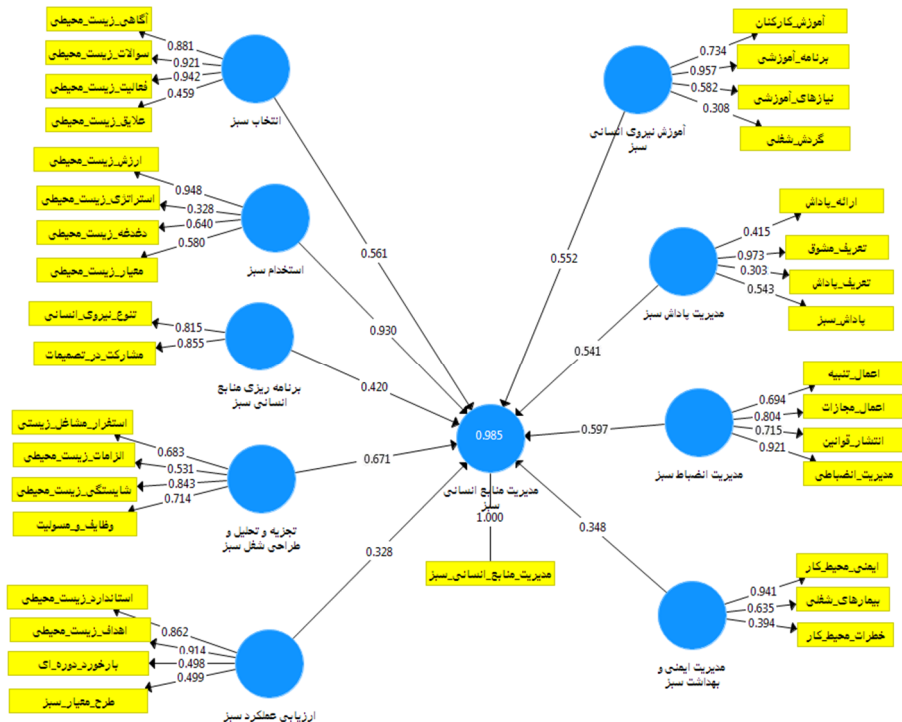 آگاهی_زیست_محیطی
سوالات_زیست_محیطی
فعالیت_زیست_محیطی
علایق_زیست_محیطی
0.881
0.921
0.942
0.459
انتخاب سبز
0.561
ارزش_زیست_محیطی
استراتژی_زیست_محیطی
دغدغه_زیست_محیطی
معیار_زیست_محیطی
0.948
0.328
0.640
0.580
استخدام سبز
0.930
تنوع_نیروی_انسانی
مشارکت_در_تصمیمات
0.815
0.855
برنامه ریزی منابع
انسانی سبز
0.420
استقرار_مشاغل_زیستی
الزامات_زیست_محیطی
شایستگی_زیست_محیطی
وظایف_و_مسولیت
0.683
0.531
0.843
0.714
تجزیه و تحلیل و
طراحی شغل سبز
0.671
استاندارد_زیست_محیطی
اهداف_زیست_محیطی
بازخورد_دوره_ای
طرح_معیار_سبز
0.862
0.914
0.498
0.499
ارزیابی عملکرد سبز
0.328
آموزش_کارکنان
برنامه_آموزشی
نیازهای_آموزشی
گردش_شغلی
0.734
0.957
0.582
0.308
آموزش نیروی انسانی
سبز
0.552
ارائه_پاداش
تعریف_مشوق
تعریف_پاداش
پاداش_سبز
0.415
0.973
0.303
0.543
مدیریت پاداش سبز
0.541
اعمال_تنبیه
اعمال_مجازات
انتشار_قوانین
مدیریت_انضباطی
0.694
0.804
0.715
0.921
مدیریت انضباط سبز
0.597
ایمنی_محیط_کار
بیمارهای_شغلی
خطرات_محیط_کار
0.941
0.635
0.394
مدیریت ایمنی و
بهداشت سبز
0.348
0.985
مدیریت منابع انسانی
سبز
1.000
مدیریت_منابع_انسانی_سبز